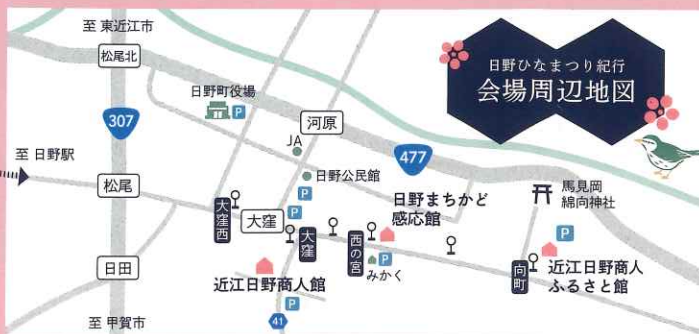 至 東近江市
松尾北
日野ひなまつり紀行
会場周辺地図
日野町役場
P
307
河原
JA
477
至 日野駅
松尾
日野公民館
P
日野まちかど
感応館
馬見岡
綿向神社
大窪西
大窪
P
大窪
西の宮
P
みかく
P
向町
近江日野商人
ふるさと館
日田
近江日野商人館
P
41
至 甲賀市